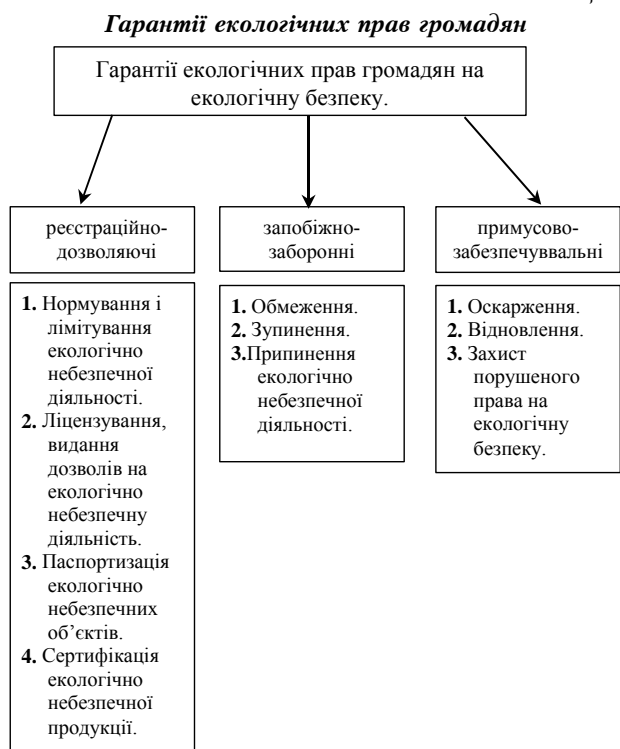 Гарантії екологічних прав громадян
Гарантії екологічних прав громадян на
екологічну безпеку.
реєстраційно-
дозволяючі
запобіжно-
заборонні
примусово-
забезпечуввальні
1. Нормування і
лімітування
екологічно
небезпечної
діяльності.
2. Ліцензування,
видання
дозволів на
екологічно
небезпечну
діяльність.
3. Паспортизація
екологічно
небезпечних
об’єктів.
4. Сертифікація
екологічно
небезпечної
продукції.
1. Обмеження.
2. Зупинення.
3.Припинення
екологічно
небезпечної
діяльності.
1. Оскарження.
2. Відновлення.
3. Захист
порушеного
права на
екологічну
безпеку.